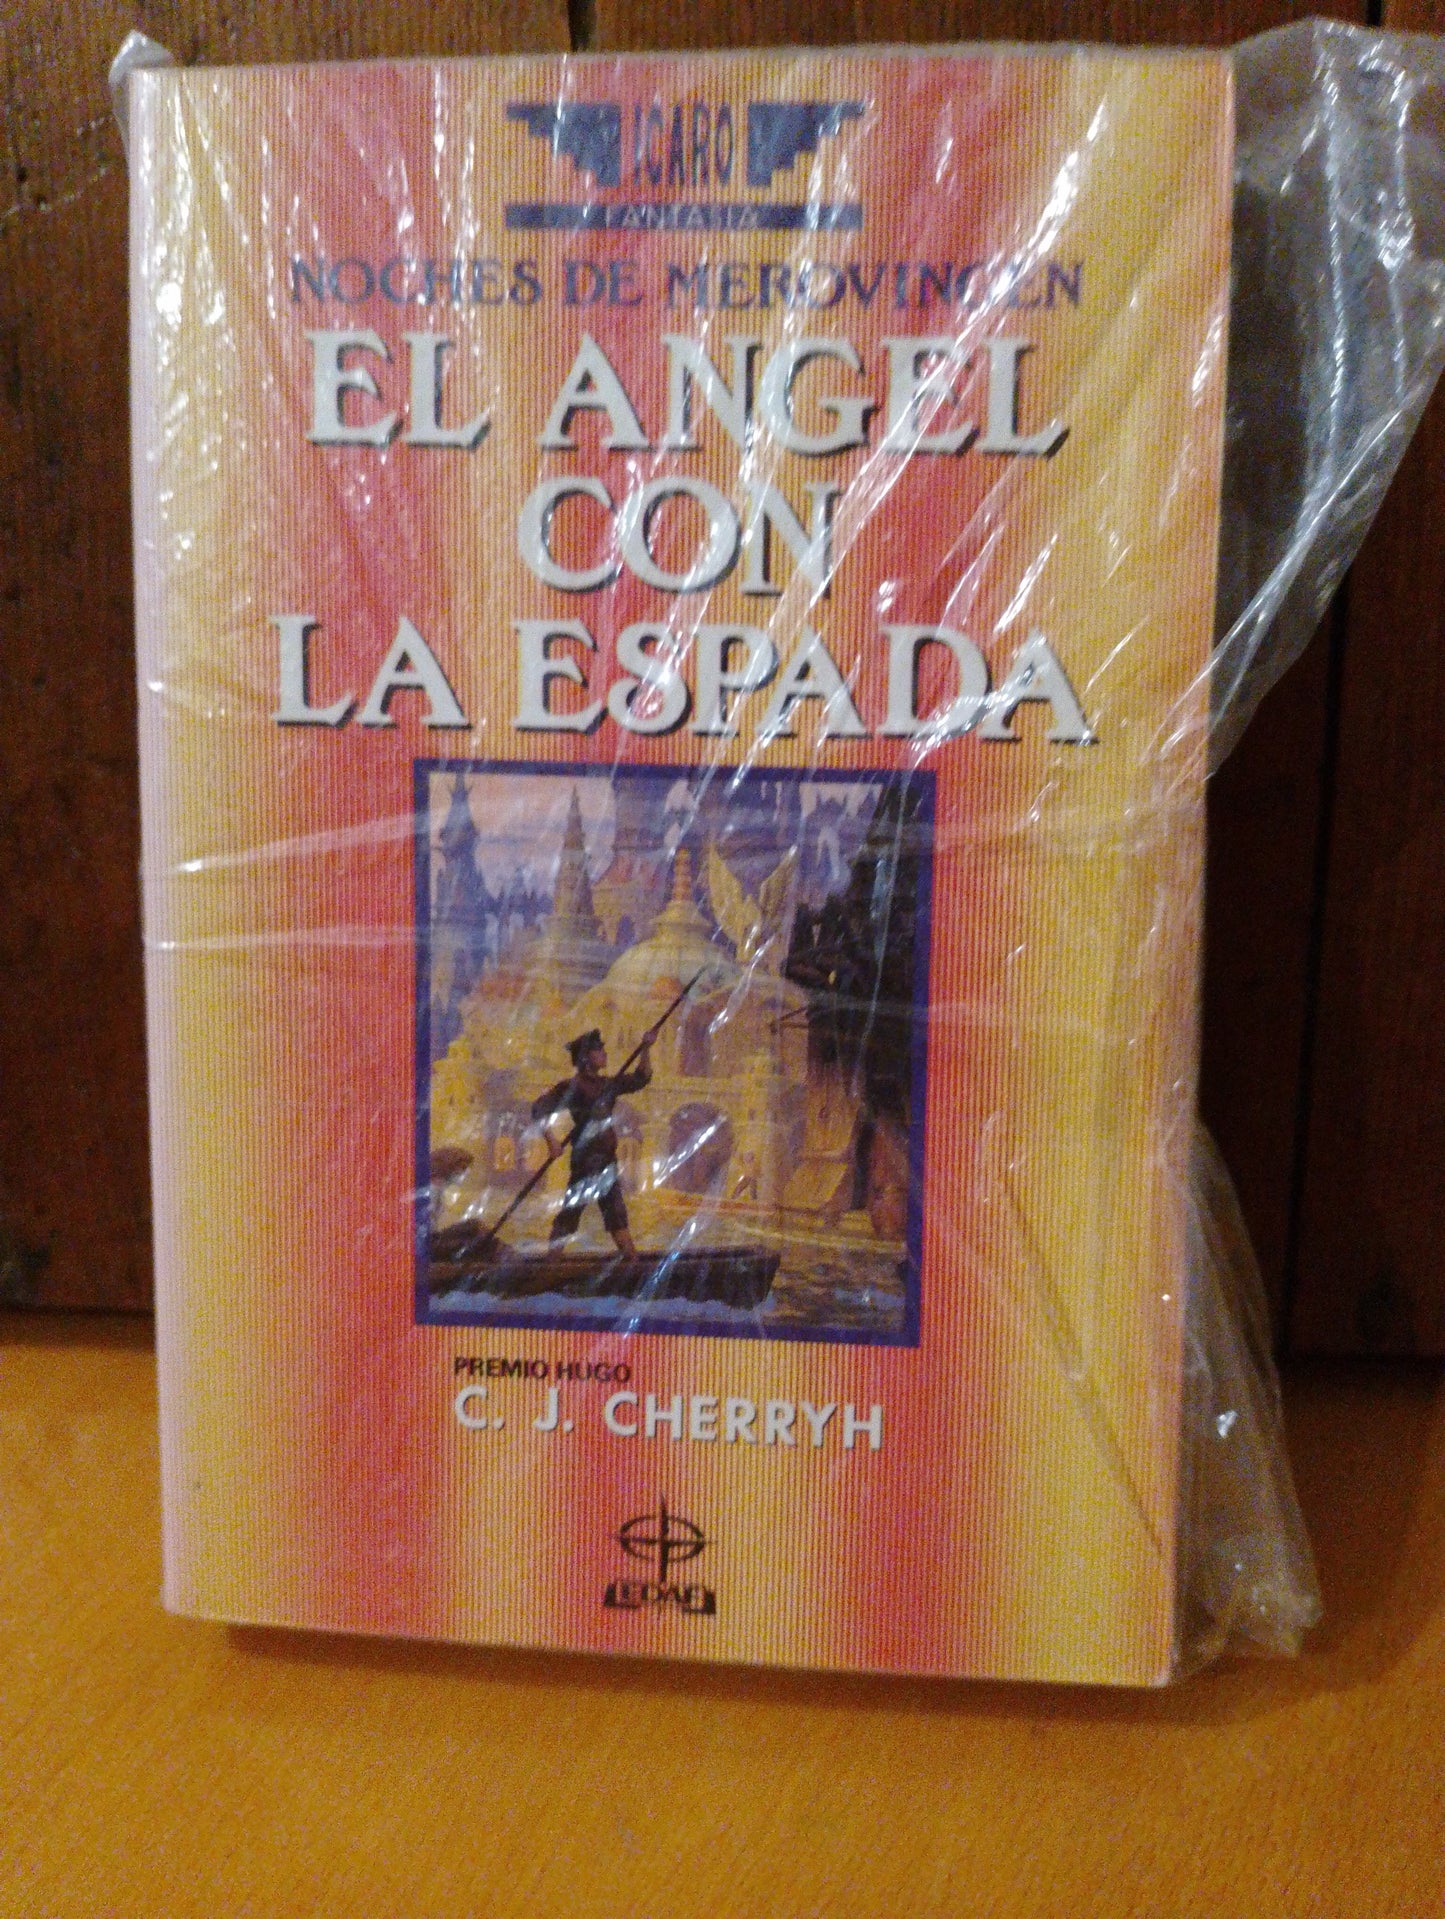 ICARO
FANTASIA
NOCHES DE MEROVINGEN
EL ANGEL
CON
LA ESPADA
PREMIO HUGO
C. J. CHERRYH
EDAF